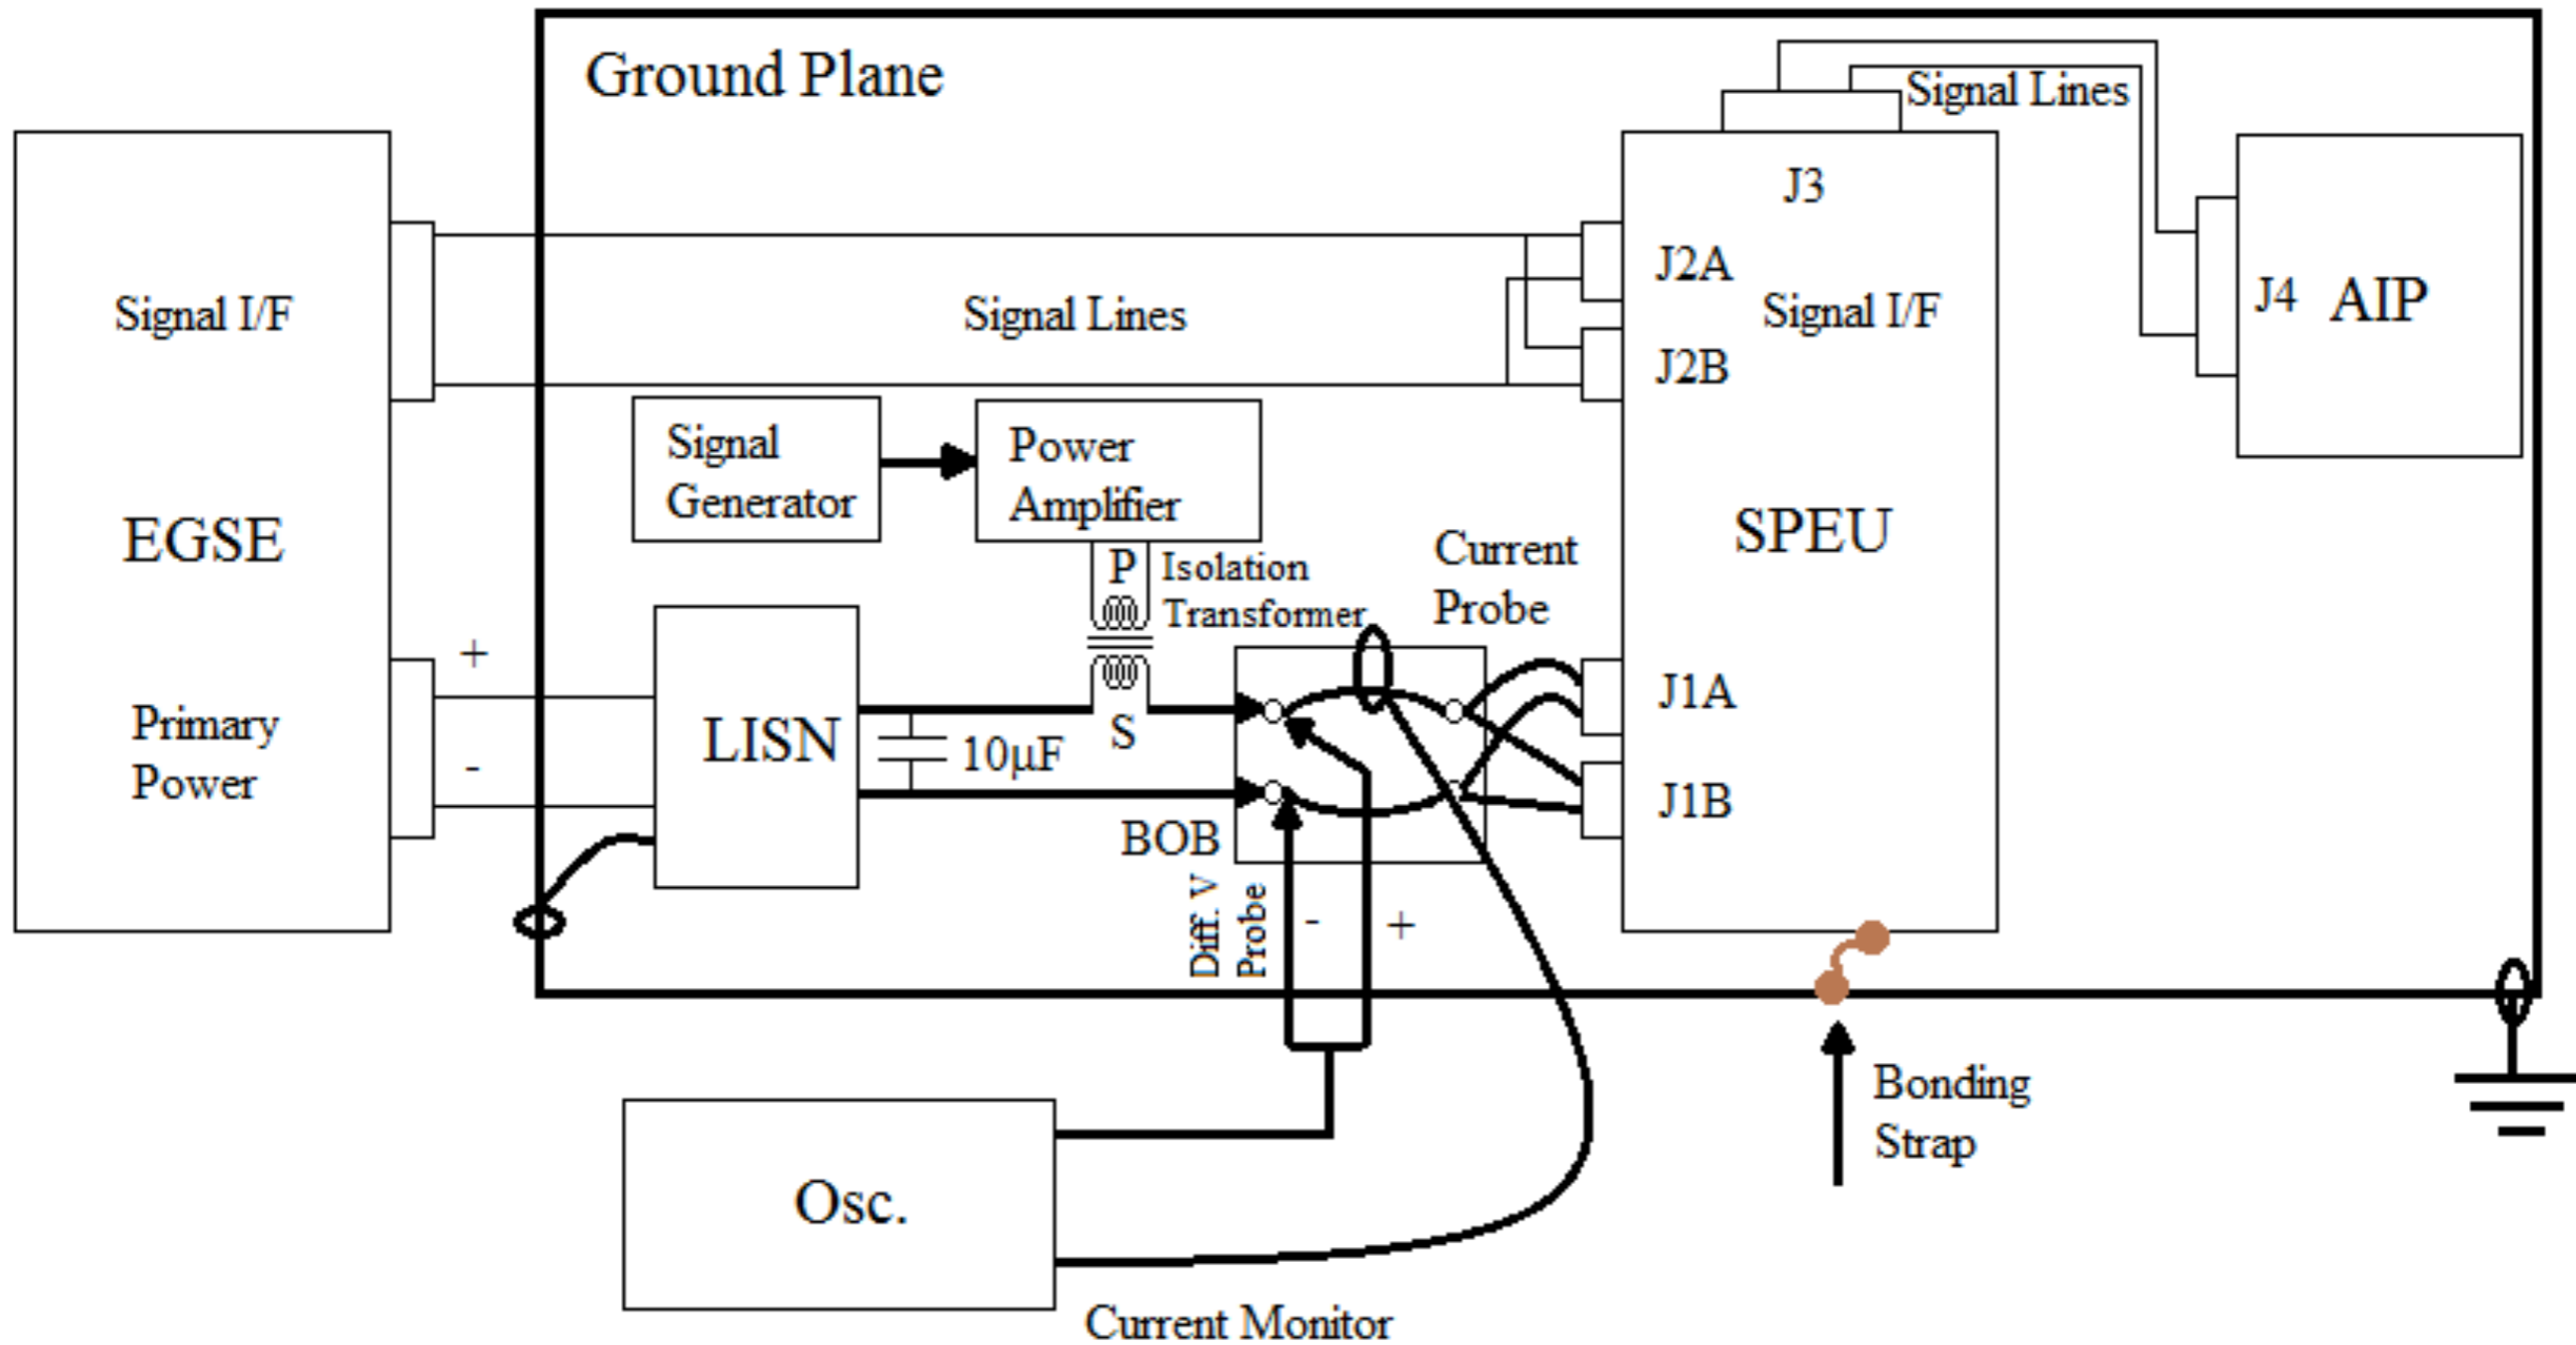 Ground Plane
Signal Lines
J3
J2A
Signal I/F
J2B
J4 AIP
Signal I/F
Signal Lines
Signal
Generator
Power
Amplifier
EGSE
SPEU
Current
Probe
P
Isolation
Transformer
+
-
Primary
Power
LISN
10μF
S
J1A
J1B
BOB
Diff. V
Probe
-
+
Bonding
Strap
Osc.
Current Monitor